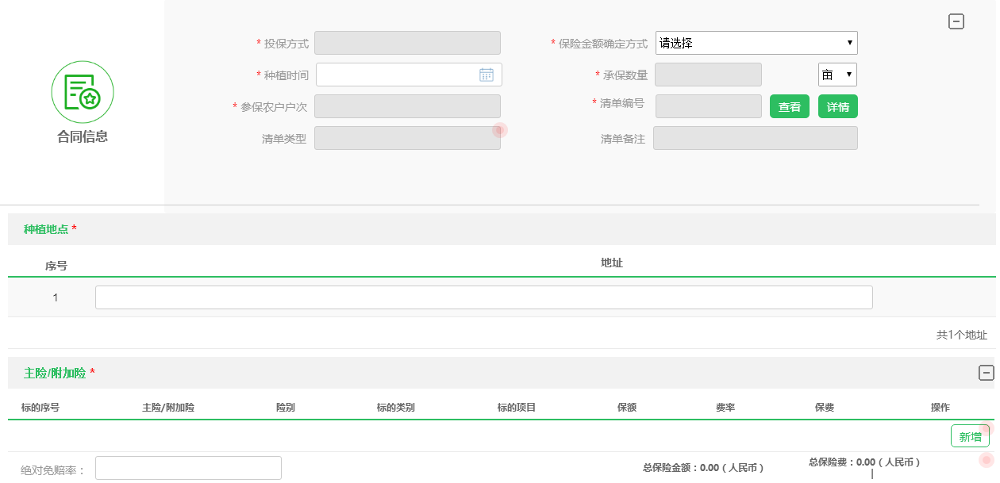 * 投保方式
* 保险金额确定方式 请选择
* 种植时间
* 承保数量 亩
* 参保农户户次
* 清单编号 查看 详情
清单类型
清单备注
合同信息
种植地点 *
序号 地址
1
共1个地址
主险/附加险 *
标的序号 主险/附加险 险别 标的类别 标的项目 保额 费率 保费 操作
新增
绝对免赔率：
总保险金额：0.00（人民币）
总保险费：0.00（人民币）